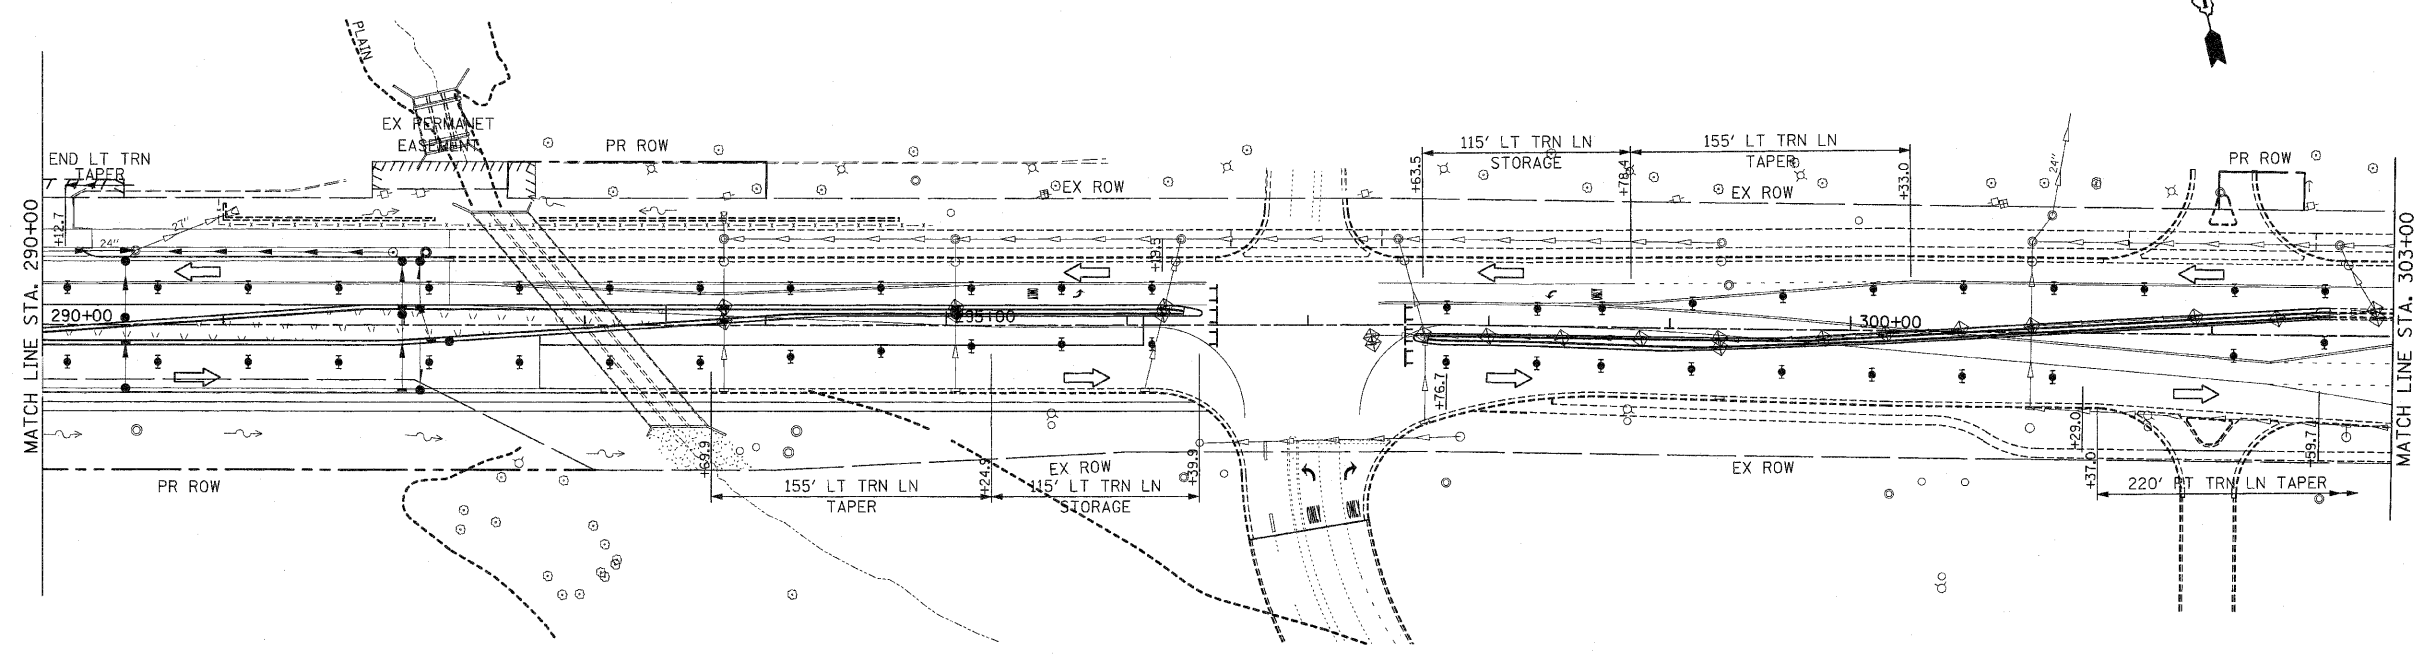 PLAIN
EX PERMANET
EASEMENT
PR ROW
END LT TRN
TAPER
+12.7
27"
24"
MATCH LINE STA. 290+00
290+00
295+00
EX ROW
115' LT TRN LN
STORAGE
155' LT TRN LN
TAPER
+63.5
+78.4
+33.0
EX ROW
24"
PR ROW
MATCH LINE STA. 303+00
300+00
+76.7
PR ROW
+69.9
155' LT TRN LN
TAPER
EX ROW
115' LT TRN LN
STORAGE
+39.9
EX ROW
+29.0
+37.0
+59.7
220' RT TRN LN TAPER